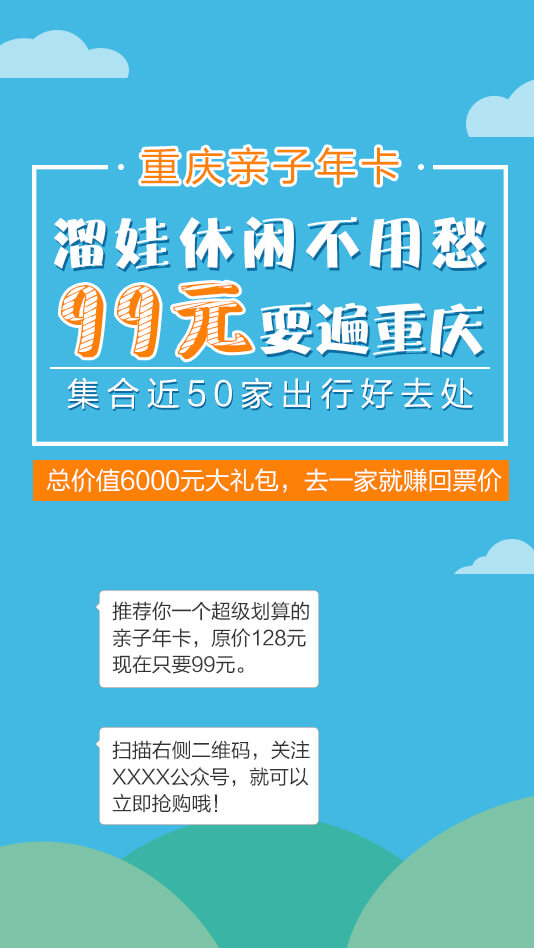 重庆亲子年卡
溜娃休闲不用愁
99元耍遍重庆
集合近50家出行好去处
总价值6000元大礼包，去一家就赚回票价
推荐你一个超级划算的
亲子年卡，原价128元
现在只要99元。
扫描右侧二维码，关注
XXXX公众号，就可以
立即抢购哦！